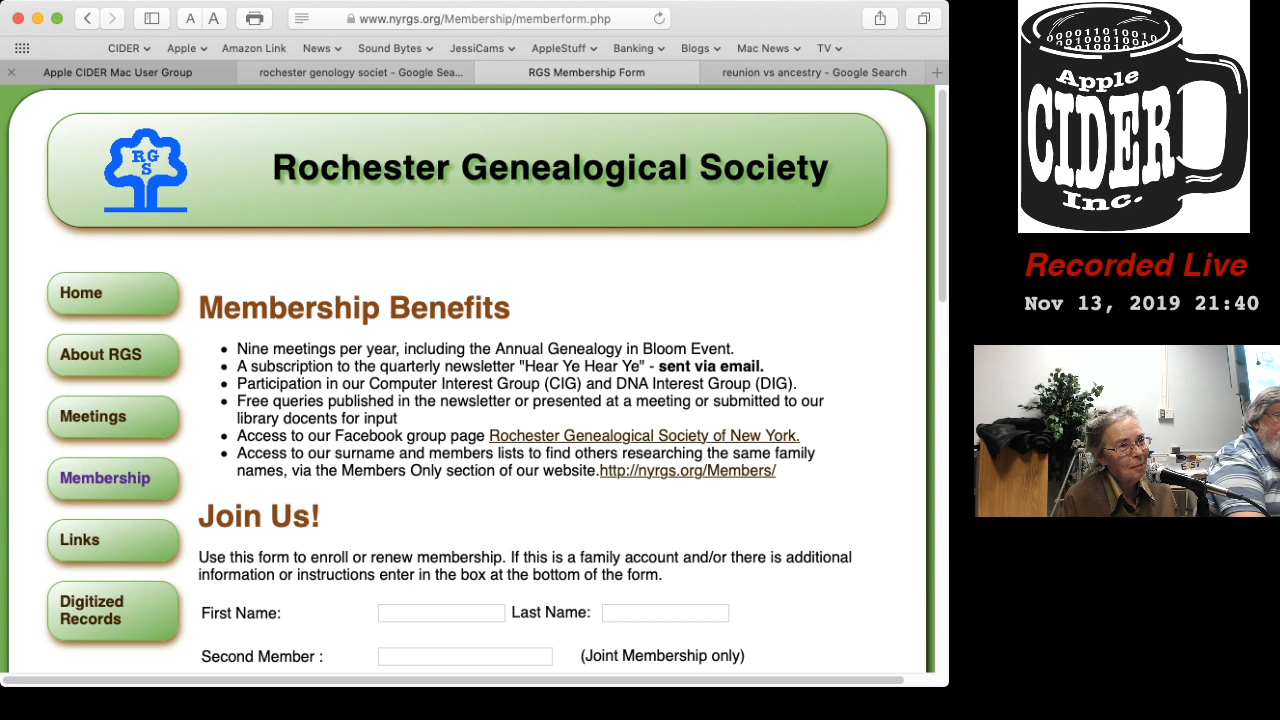 www.nyrgs.org/Membership/memberform.php
CIDER Apple Amazon Link News Sound Bytes JessiCams AppleStuff Banking Blogs Mac News TV
Apple CIDER Mac User Group
rochester genology societ - Google Sea...
RGS Membership Form
reunion vs ancestry - Google Search
RG
S
Rochester Genealogical Society
Home
About RGS
Meetings
Membership
Links
Digitized
Records
Membership Benefits
• Nine meetings per year, including the Annual Genealogy in Bloom Event.
• A subscription to the quarterly newsletter "Hear Ye Hear Ye" - sent via email.
• Participation in our Computer Interest Group (CIG) and DNA Interest Group (DIG).
• Free queries published in the newsletter or presented at a meeting or submitted to our
library docents for input
• Access to our Facebook group page Rochester Genealogical Society of New York.
• Access to our surname and members lists to find others researching the same family
names, via the Members Only section of our website.http://nyrgs.org/Members/
Join Us!
Use this form to enroll or renew membership. If this is a family account and/or there is additional
information or instructions enter in the box at the bottom of the form.
First Name: Last Name:
Second Member : (Joint Membership only)
000011010010
1000101000010
10010100
Apple
CIDER
Inc.
Recorded Live
Nov 13, 2019 21:40